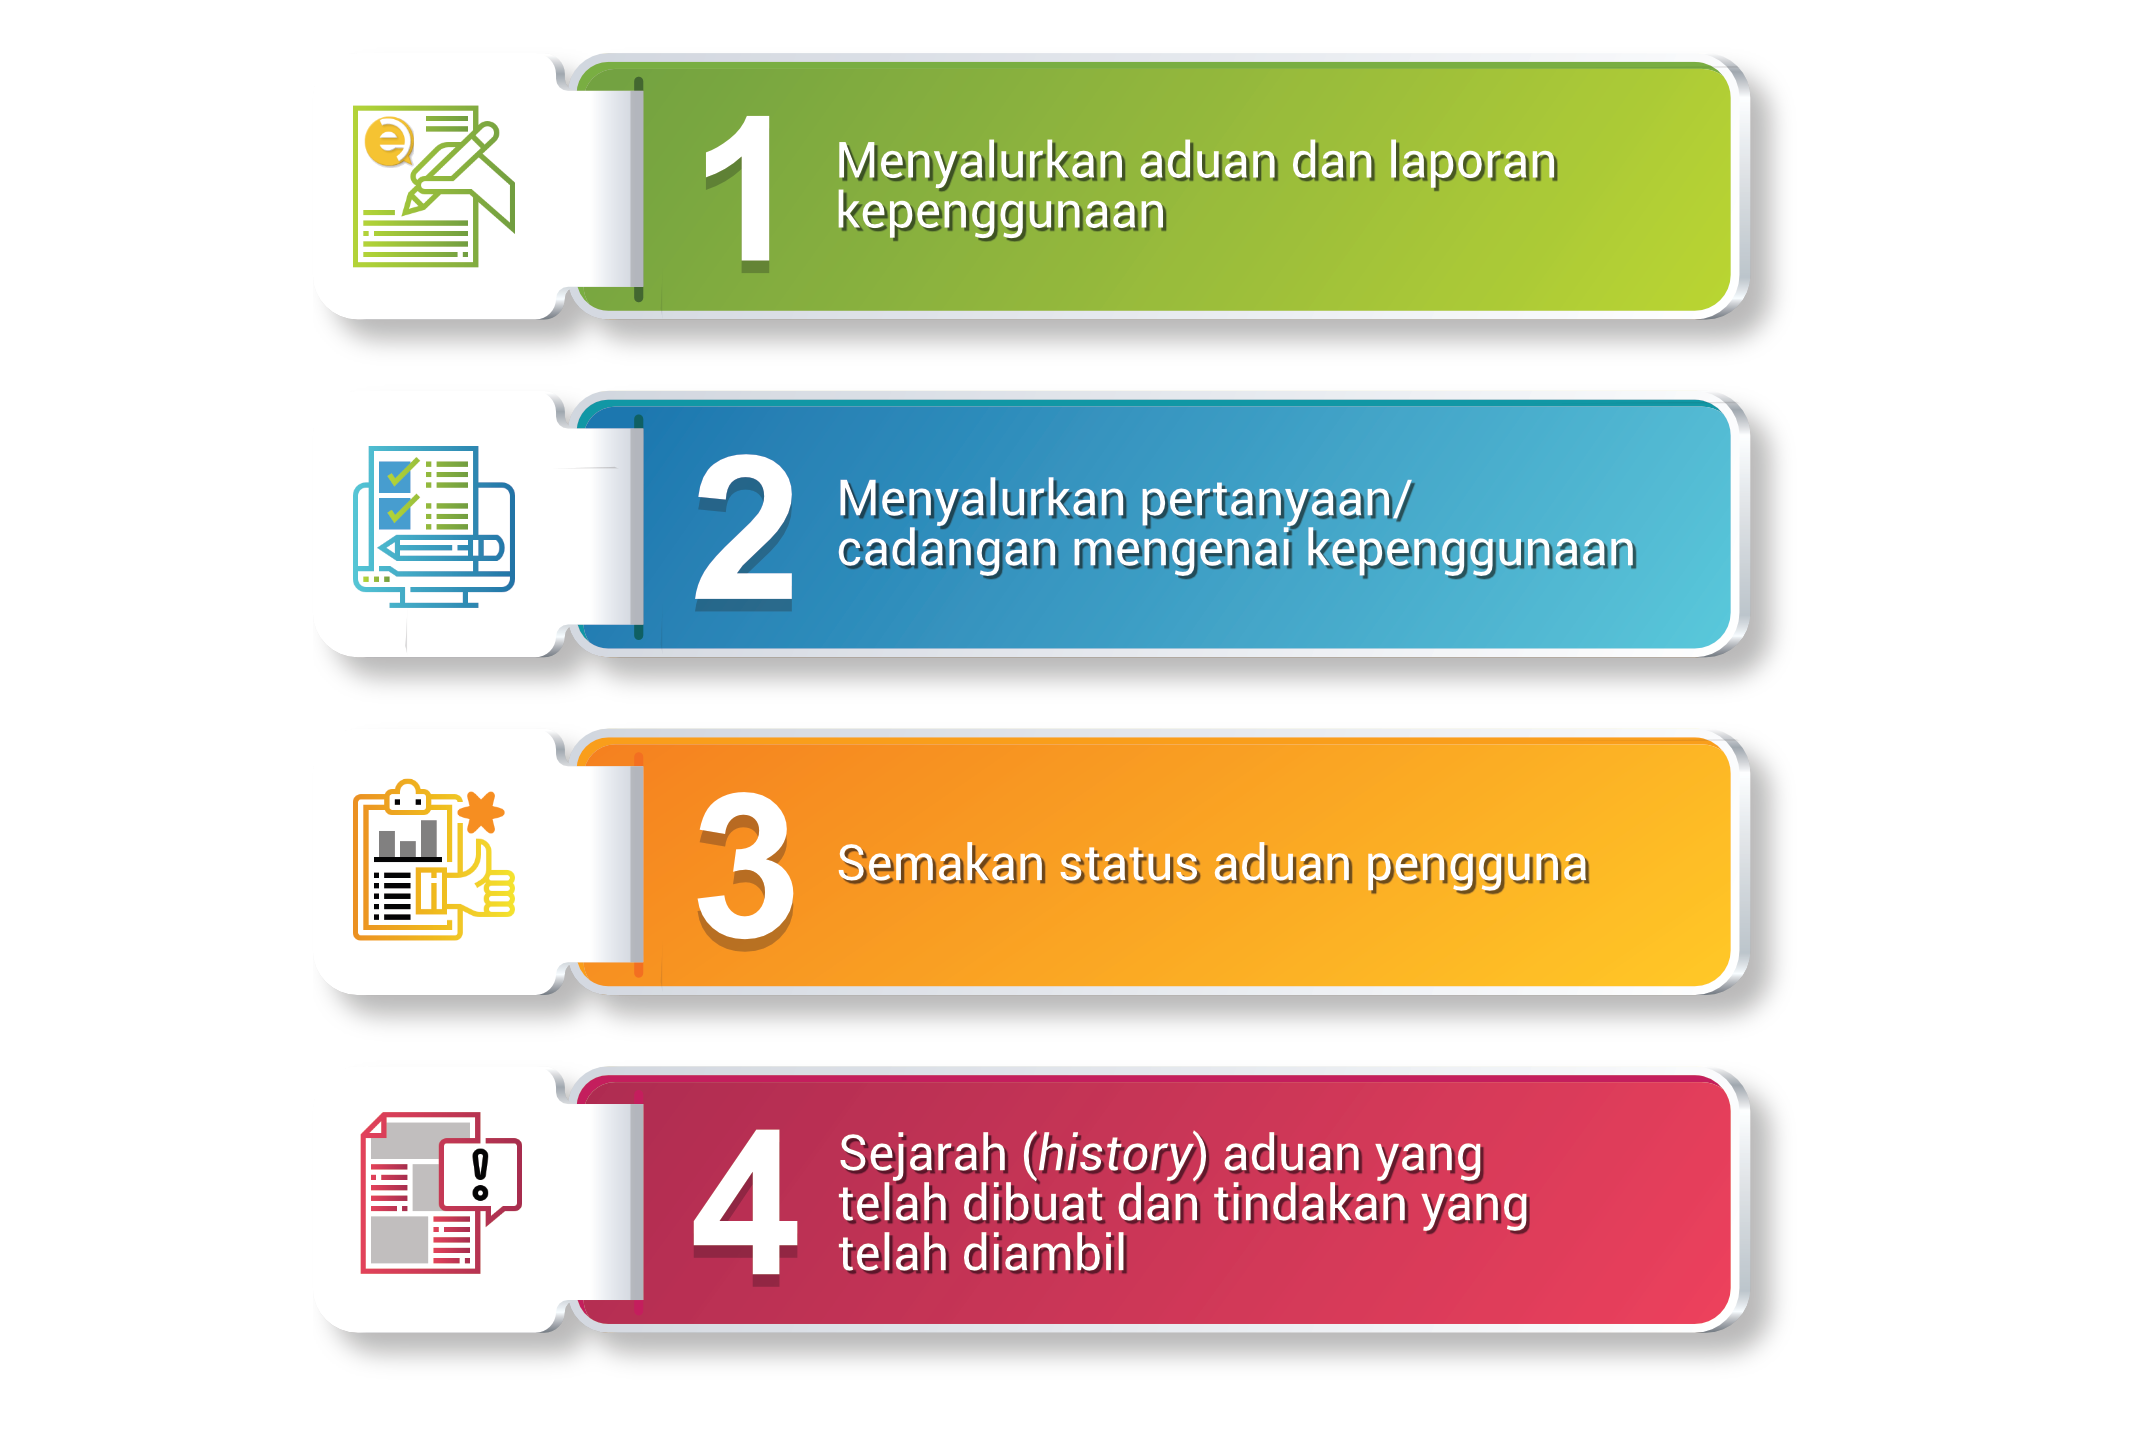 e
1
Menyalurkan aduan dan laporan
kepenggunaan
2
Menyalurkan pertanyaan/
cadangan mengenai kepenggunaan
3
Semakan status aduan pengguna
!
4
Sejarah (history) aduan yang
telah dibuat dan tindakan yang
telah diambil